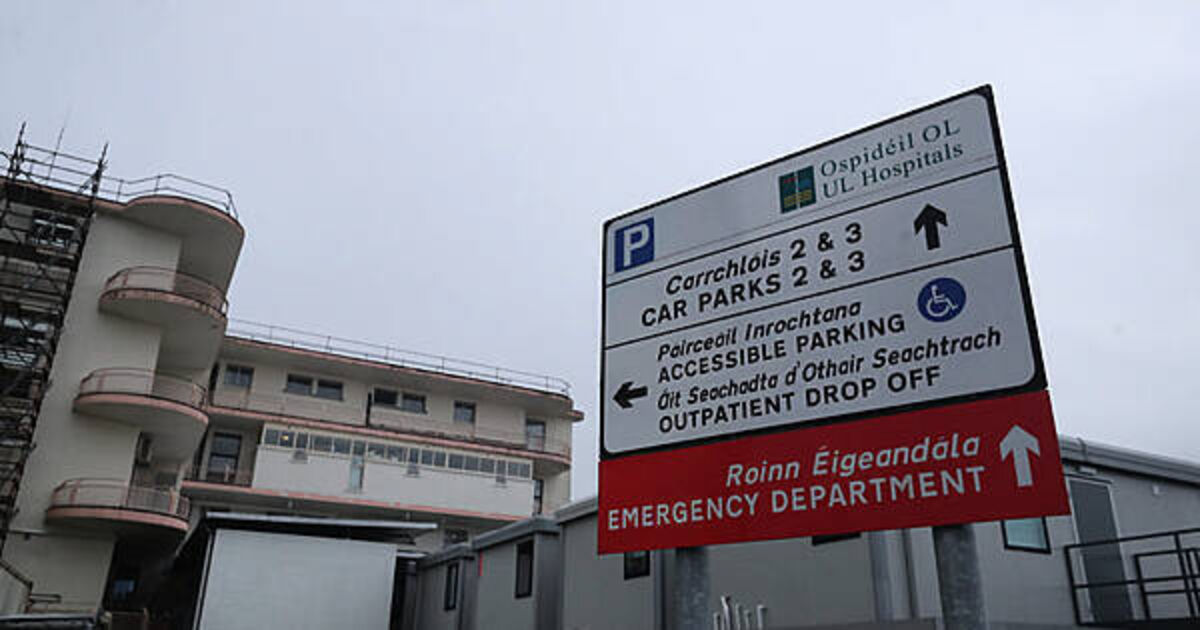 Ospidéil OL
UL Hospitals
P
Carrchlóis 2 & 3
CAR PARKS 2 & 3
Páirceáil Inrochtana
ACCESSIBLE PARKING
Áit Seachadta d'Othair Seachtrach
OUTPATIENT DROP OFF
Roinn Éigeandála
EMERGENCY DEPARTMENT